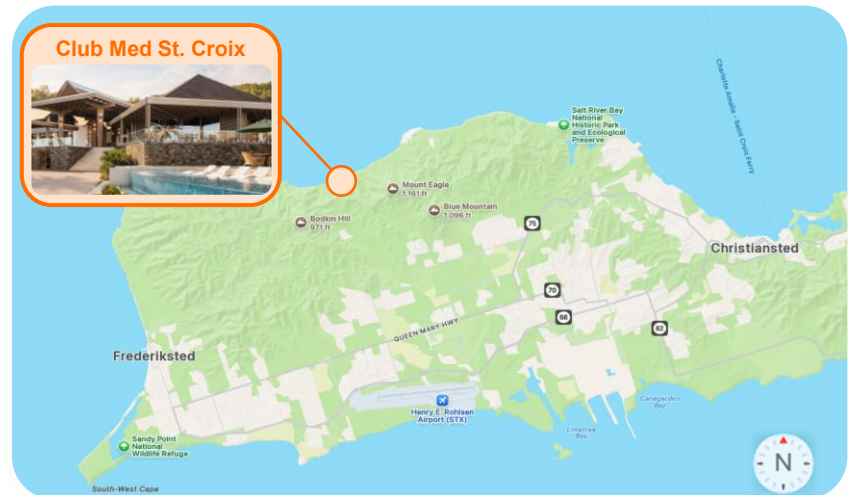 Club Med St. Croix
Salt River Bay
National
Historic Park
and Ecological
Preserve
Charlotte Amalie - Saint Croix Ferry
Mount Eagle
1,161 ft
Blue Mountain
1,096 ft
Bodkin Hill
971 ft
75
Christiansted
70
66
62
QUEEN MARY HWY
Frederiksted
Henry E. Rohlsen
Airport (STX)
Canegarden
Bay
Limetree
Bay
Sandy Point
National
Wildlife Refuge
South-West Cape
N